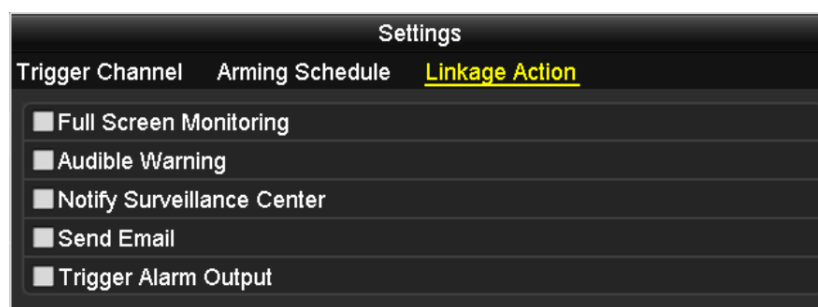 Settings
Trigger Channel Arming Schedule Linkage Action
Full Screen Monitoring
Audible Warning
Notify Surveillance Center
Send Email
Trigger Alarm Output